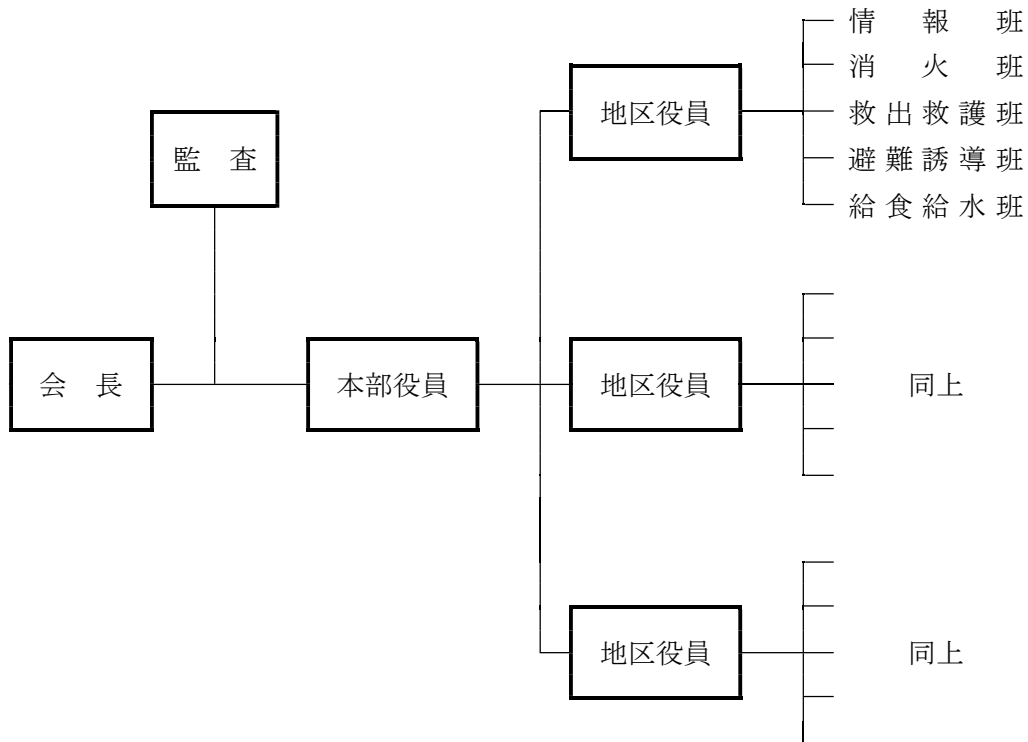 情報班
消火班
地区役員
救出救護班
避難誘導班
給食給水班
監査
会長
本部役員
地区役員
同上
地区役員
同上